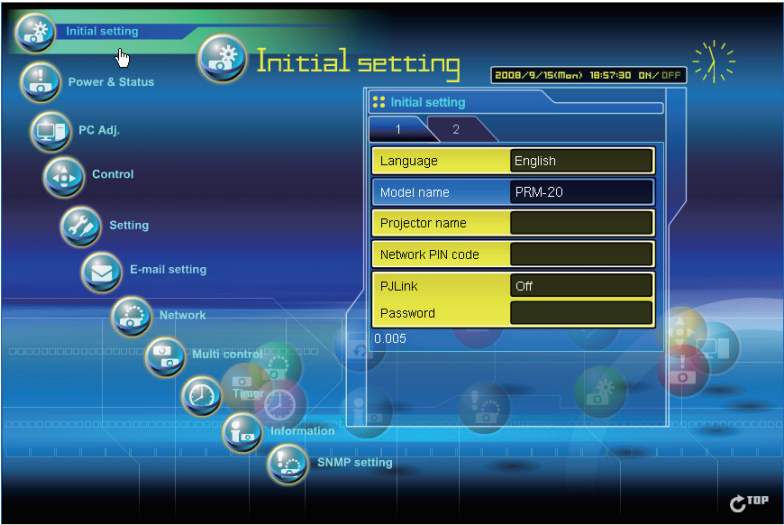 Initial setting
Initial setting
2008/9/15(Mon) 18:57:30 ON/OFF
Power & Status
Initial setting
1 2
PC Adj.
Language English
Control
Model name PRM-20
Projector name
Setting
Network PIN code
E-mail setting
PJLink Off
Password
Network
0.005
Multi control
Timer
Information
SNMP setting
TOP